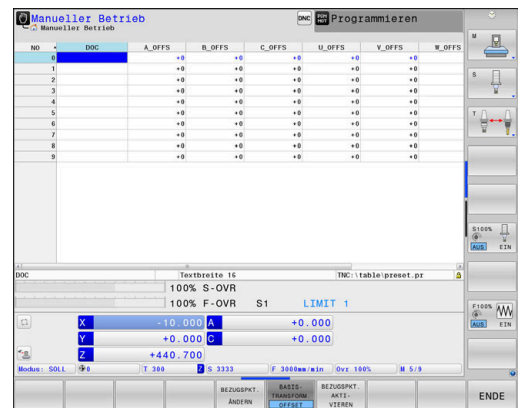 Manueller Betrieb
Manueller Betrieb
DNC
Programmieren
NO DOC A_OFFS B_OFFS C_OFFS U_OFFS V_OFFS W_OFFS
0 +0 +0 +0 +0 +0
1 +0 +0 +0 +0 +0
2 +0 +0 +0 +0 +0
3 +0 +0 +0 +0 +0
4 +0 +0 +0 +0 +0
5 +0 +0 +0 +0 +0
6 +0 +0 +0 +0 +0
7 +0 +0 +0 +0 +0
8 +0 +0 +0 +0 +0
9 +0 +0 +0 +0 +0
DOC Textbreite 16 TNC:\table\preset.pr
100% S-OVR
100% F-OVR S1 LIMIT 1
X -10.000 A +0.000
Y +0.000 C +0.000
Z +440.700
Modus: SOLL 0 T 300 Z S 3333 F 3000mm/min Ovr 100% M 5/9
M
S
T
S100%
AUS EIN
F100%
AUS EIN
BEZUGSPKT. ÄNDERN
BASIS- TRANSFORM. OFFSET
BEZUGSPKT. AKTI- VIEREN
ENDE